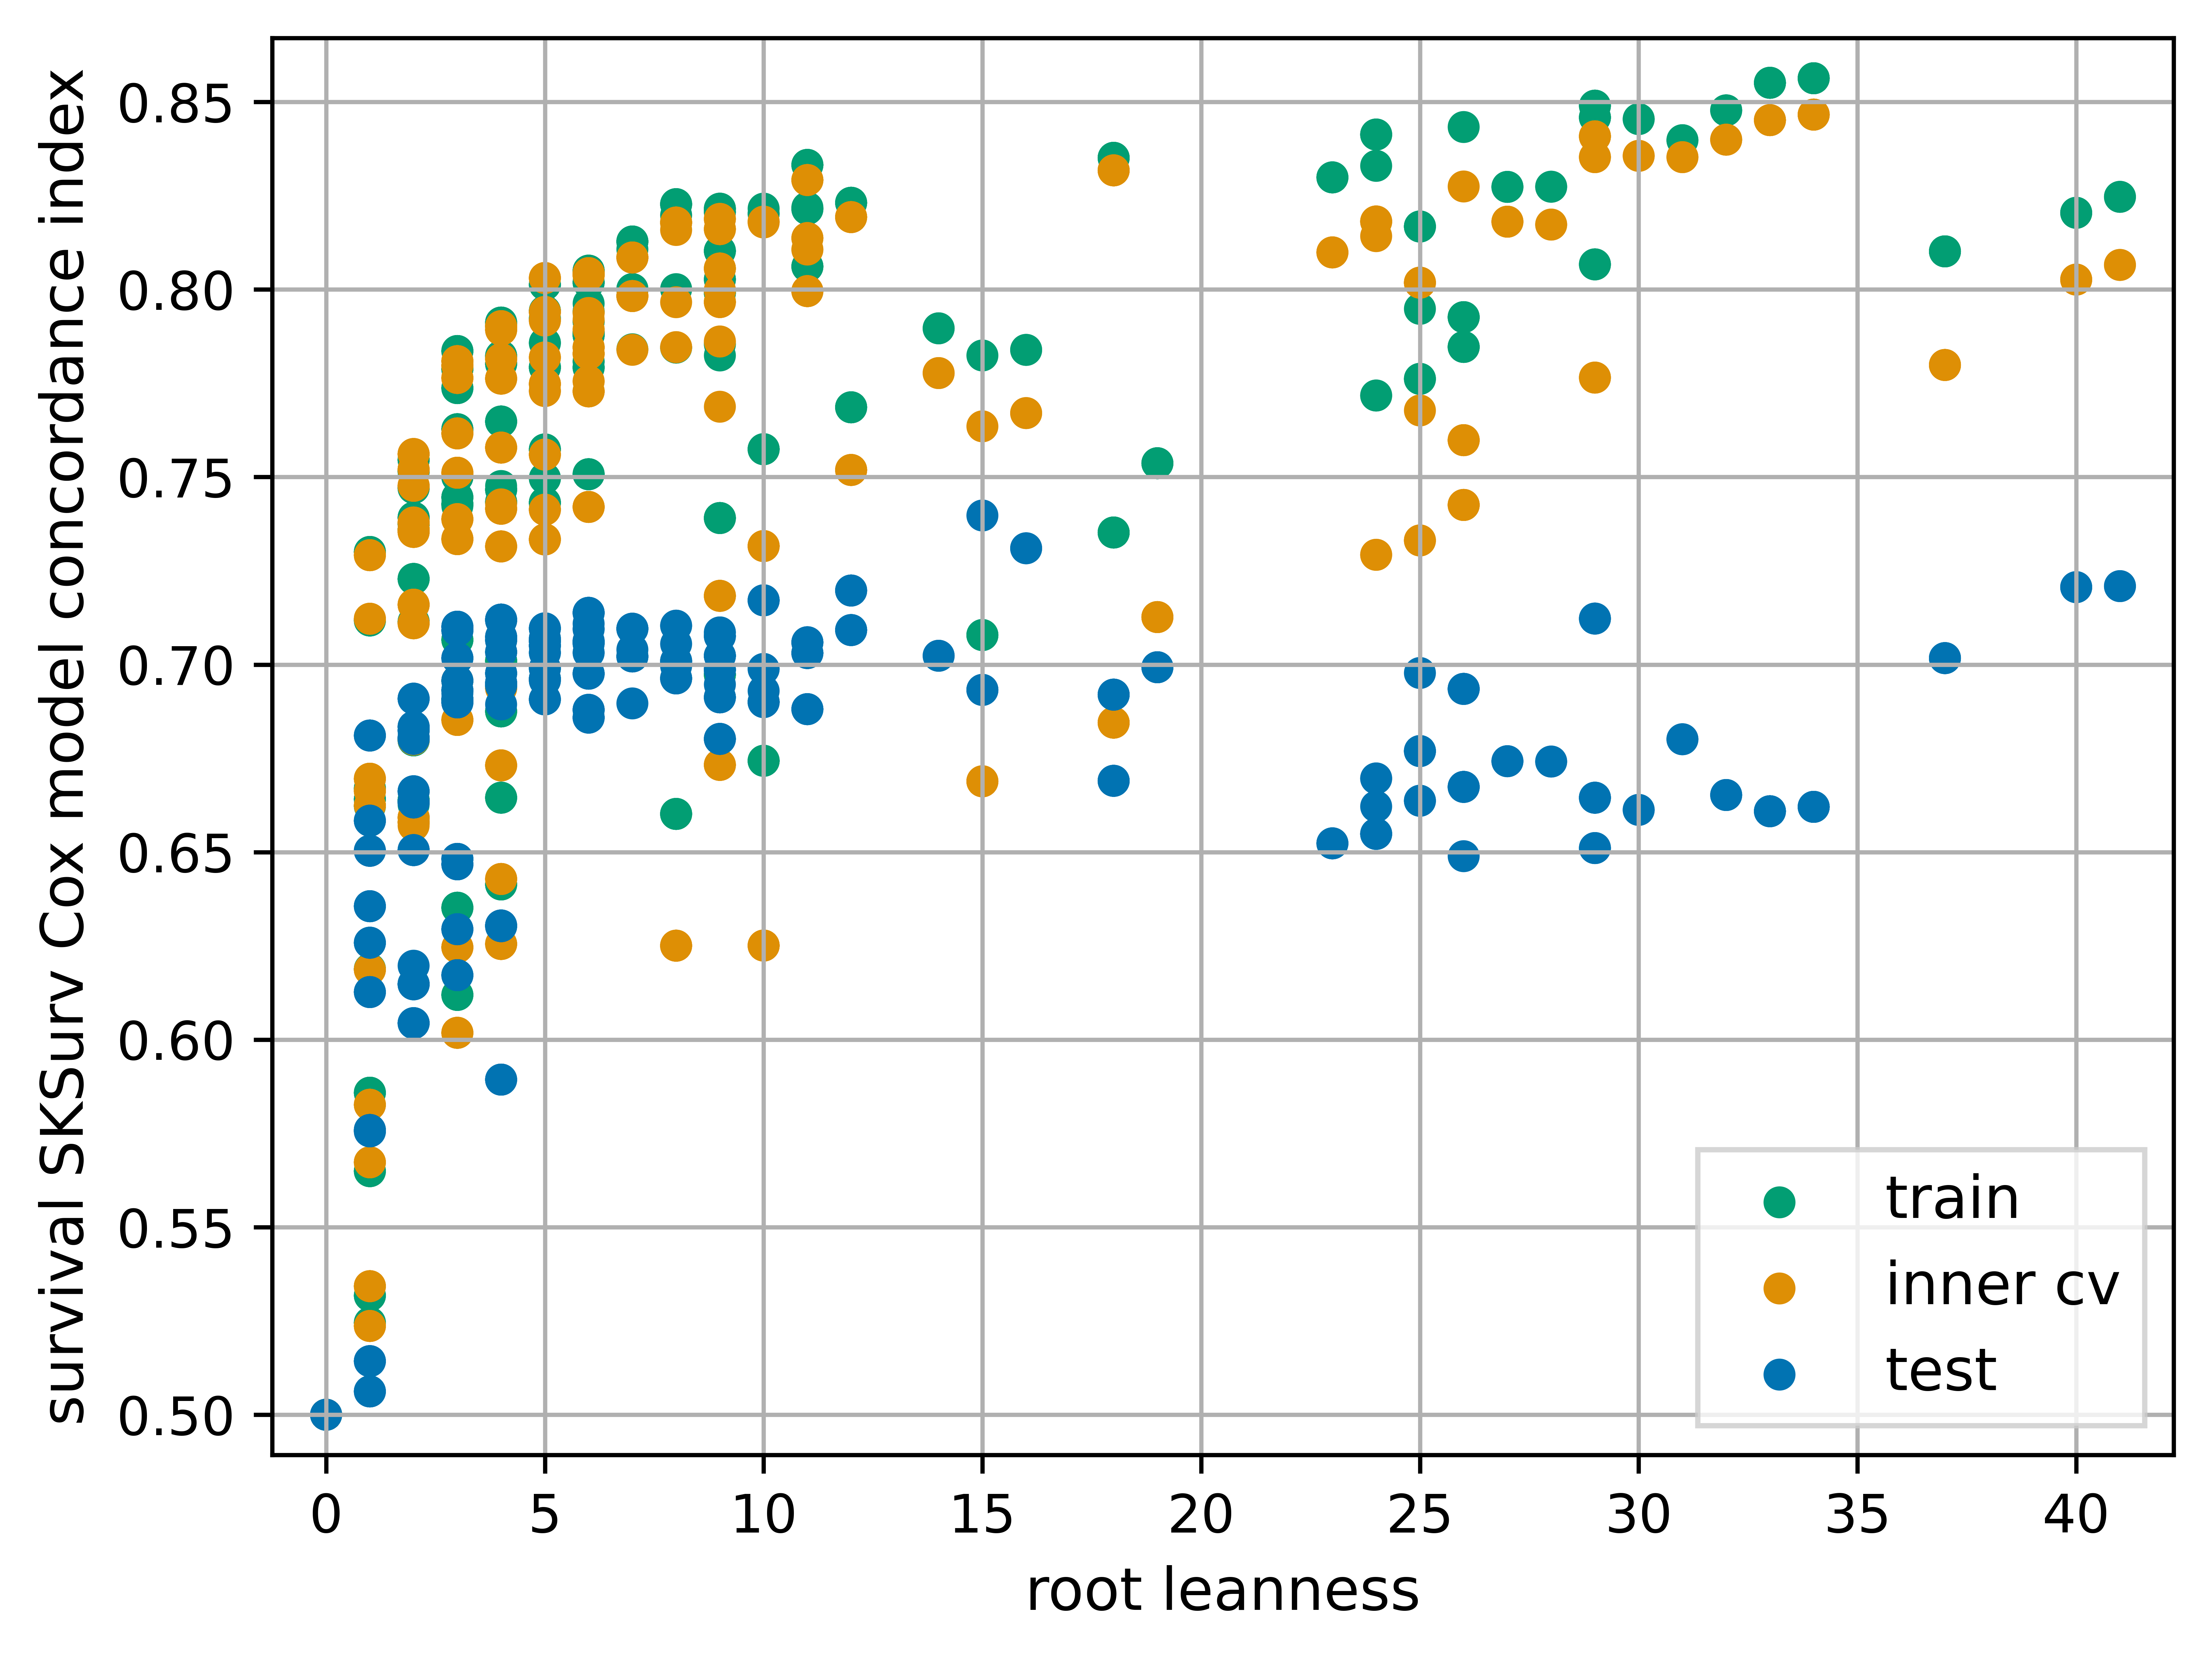 survival SKSurv Cox model concordance index
0.85
0.80
0.75
0.70
0.65
0.60
0.55
0.50
0 5 10 15 20 25 30 35 40
root leanness
train
inner cv
test